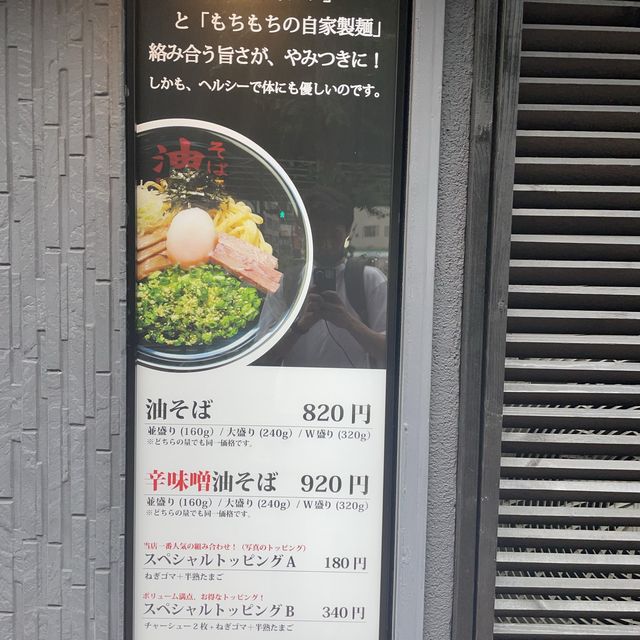 と「もちもちの自家製麺」
絡み合う旨さが、やみつきに！
しかも、ヘルシーで体にも優しいのです。
油そば
油そば 820円
並盛り(160g) / 大盛り(240g) / W盛り(320g)
※どちらの量でも同一価格です。
辛味噌油そば 920円
並盛り(160g) / 大盛り(240g) / W盛り(320g)
※どちらの量でも同一価格です。
当店一番人気の組み合わせ！（写真のトッピング）
スペシャルトッピングA 180円
ねぎゴマ＋半熟たまご
ボリューム満点、お得なトッピング！
スペシャルトッピングB 340円
チャーシュー2枚＋ねぎゴマ＋半熟たまご